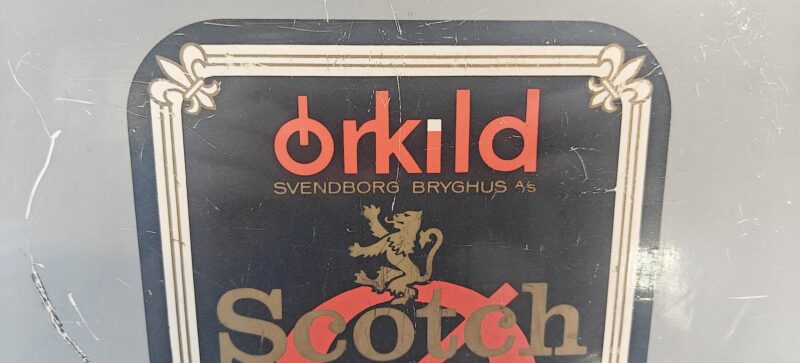 ørkild
SVENDBORG BRYGHUS A/S
Scotch